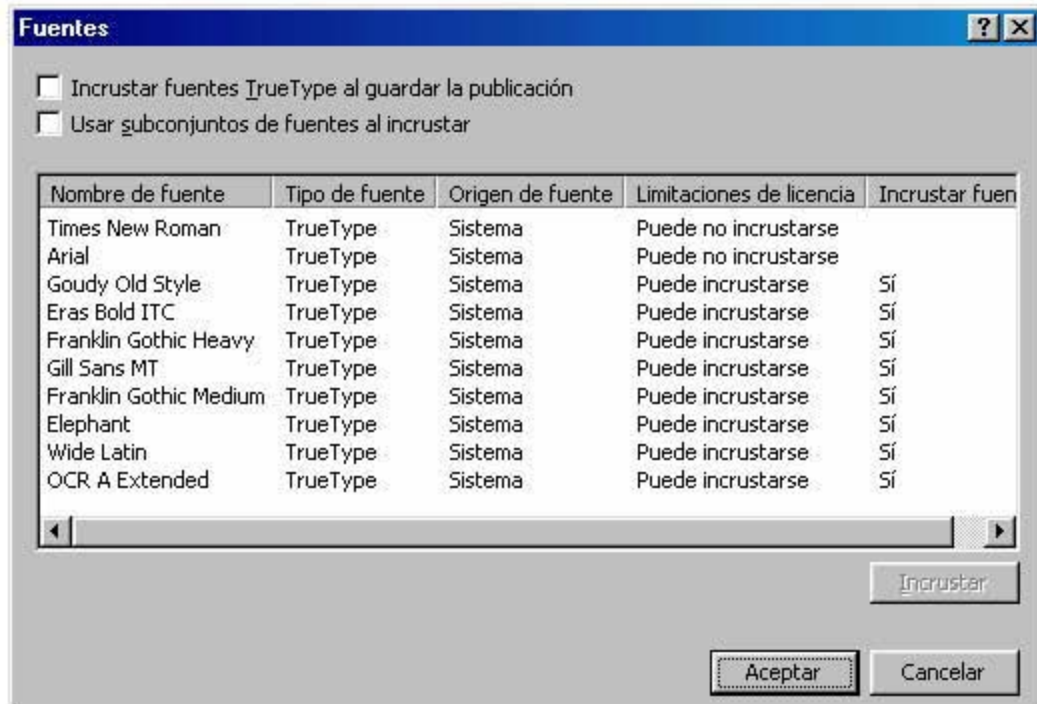 Fuentes
Incrustar fuentes TrueType al guardar la publicación
Usar subconjuntos de fuentes al incrustar
Nombre de fuente Tipo de fuente Origen de fuente Limitaciones de licencia Incrustar fuen
Times New Roman TrueType Sistema Puede no incrustarse
Arial TrueType Sistema Puede no incrustarse
Goudy Old Style TrueType Sistema Puede incrustarse Sí
Eras Bold ITC TrueType Sistema Puede incrustarse Sí
Franklin Gothic Heavy TrueType Sistema Puede incrustarse Sí
Gill Sans MT TrueType Sistema Puede incrustarse Sí
Franklin Gothic Medium TrueType Sistema Puede incrustarse Sí
Elephant TrueType Sistema Puede incrustarse Sí
Wide Latin TrueType Sistema Puede incrustarse Sí
OCR A Extended TrueType Sistema Puede incrustarse Sí
Incrustar
Aceptar Cancelar